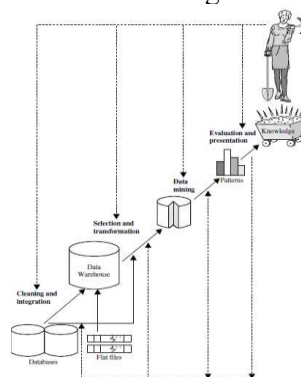 Evaluation and
presentation
Knowledge
Data
mining
Patterns
Selection and
transformation
Data
Warehouse
Cleaning and
integration
Databases
Flat files